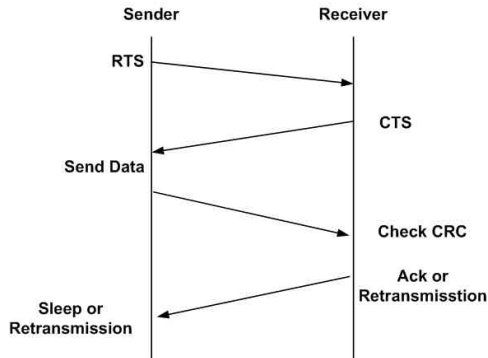 Sender
Receiver
RTS
CTS
Send Data
Check CRC
Ack or
Retransmisstion
Sleep or
Retransmission